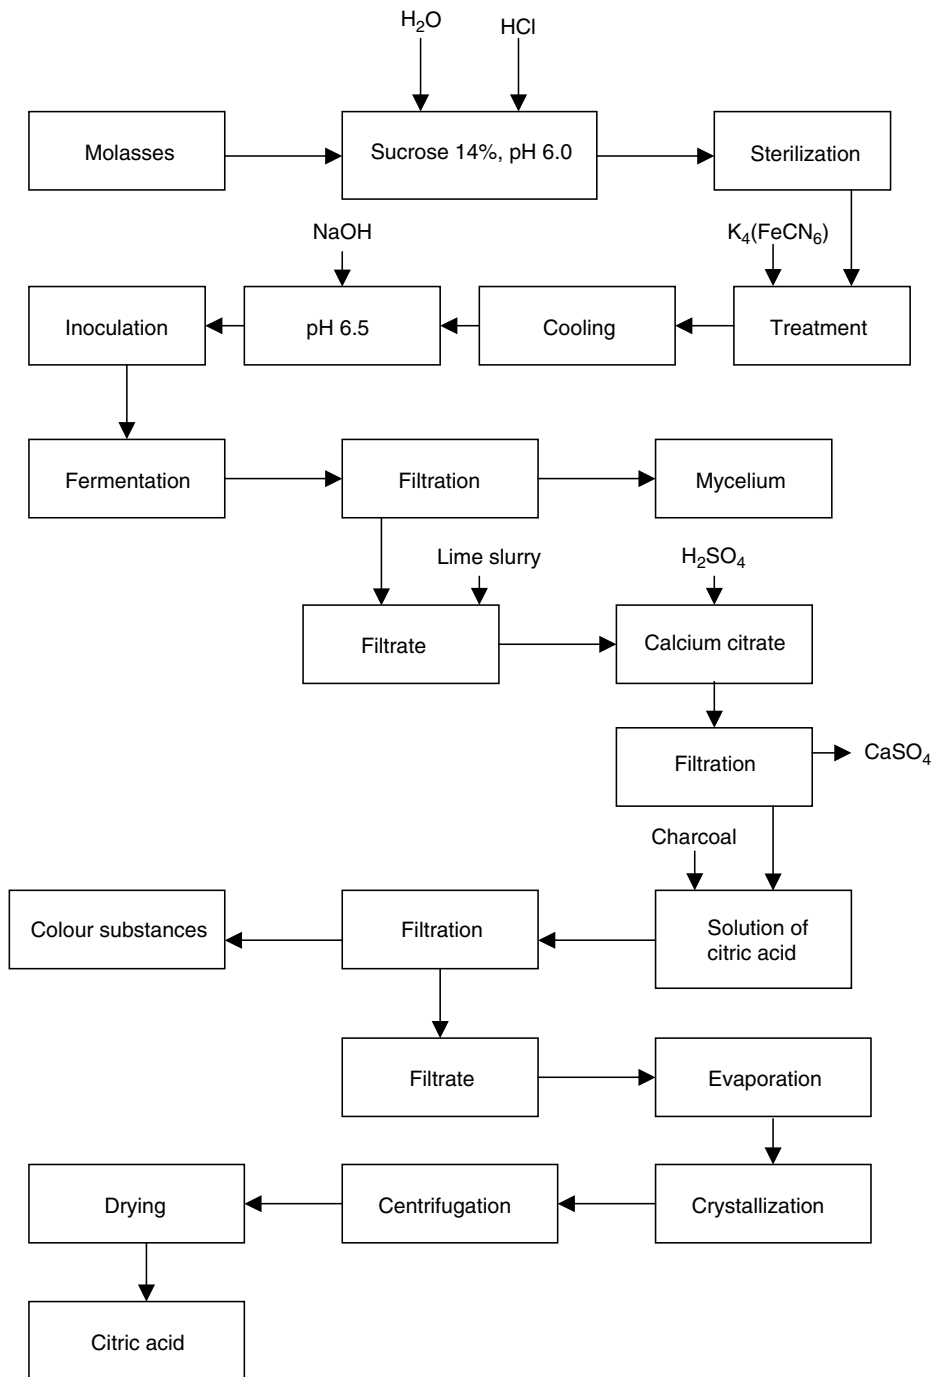 H₂O
HCl
Molasses
Sucrose 14%, pH 6.0
Sterilization
NaOH
K₄(FeCN₆)
Inoculation
pH 6.5
Cooling
Treatment
Fermentation
Filtration
Mycelium
Lime slurry
H₂SO₄
Filtrate
Calcium citrate
Filtration
CaSO₄
Charcoal
Colour substances
Filtration
Solution of
citric acid
Filtrate
Evaporation
Drying
Centrifugation
Crystallization
Citric acid